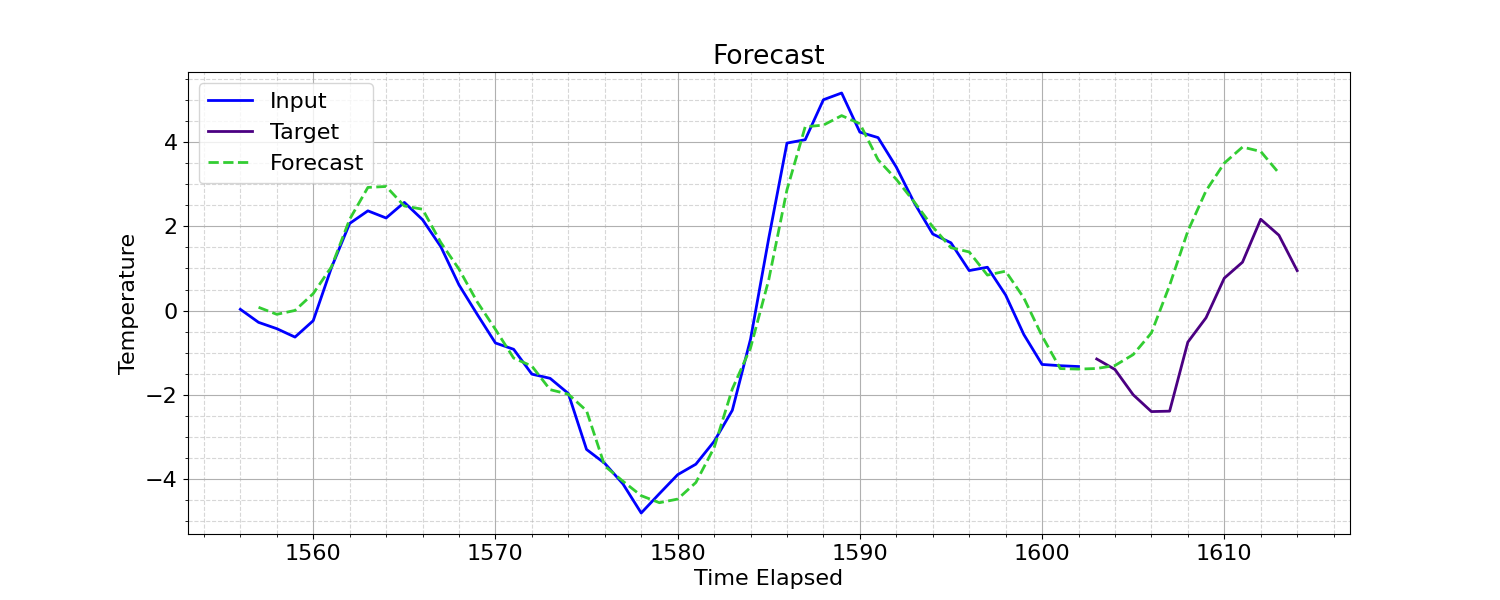 Forecast
Input
Target
Forecast
4
2
0
−2
−4
Temperature
1560 1570 1580 1590 1600 1610
Time Elapsed